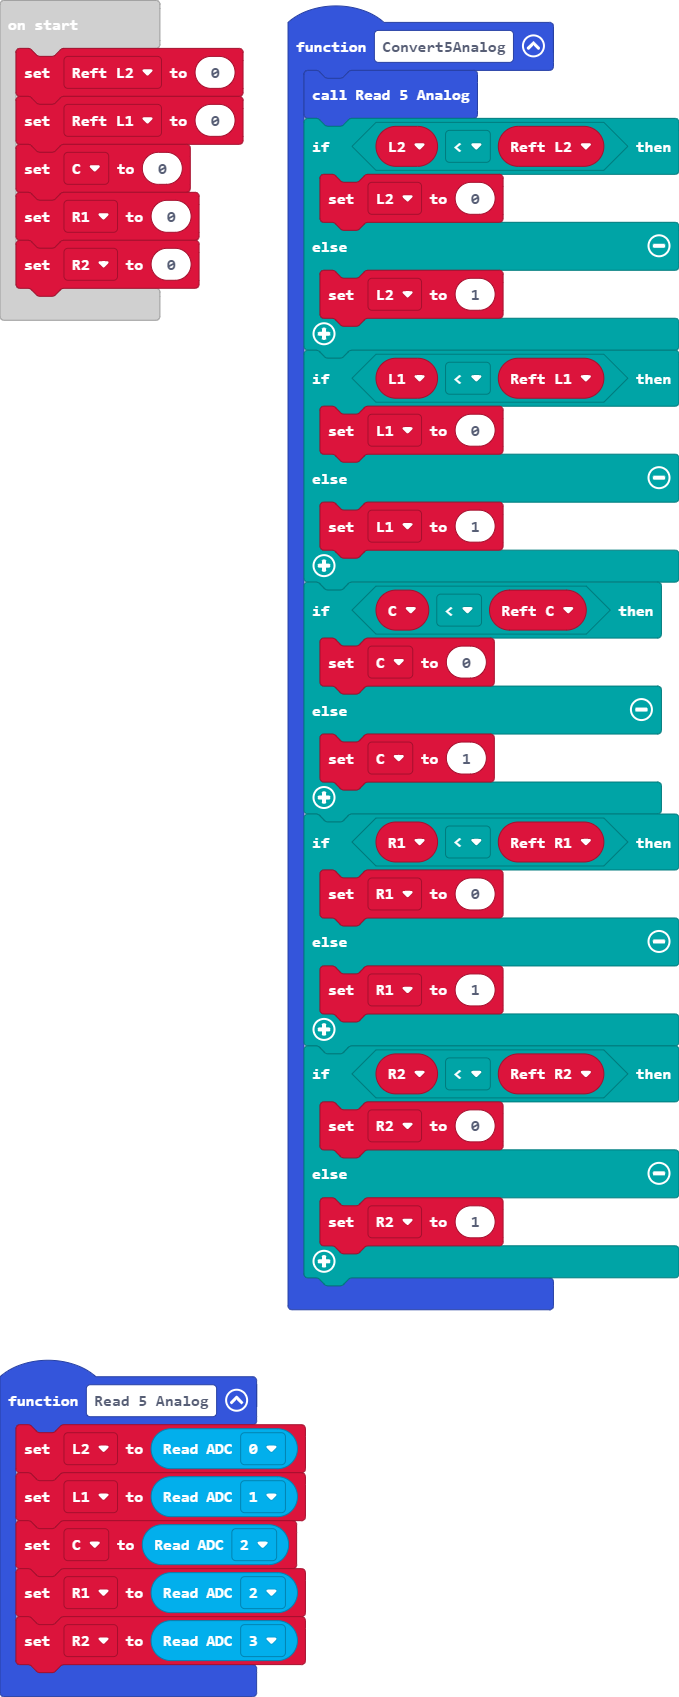 on start
set Reft L2 to 0
set Reft L1 to 0
set C to 0
set R1 to 0
set R2 to 0
function Convert5Analog
call Read 5 Analog
if L2 < Reft L2 then
set L2 to 0
else
set L2 to 1
if L1 < Reft L1 then
set L1 to 0
else
set L1 to 1
if C < Reft C then
set C to 0
else
set C to 1
if R1 < Reft R1 then
set R1 to 0
else
set R1 to 1
if R2 < Reft R2 then
set R2 to 0
else
set R2 to 1
function Read 5 Analog
set L2 to Read ADC 0
set L1 to Read ADC 1
set C to Read ADC 2
set R1 to Read ADC 2
set R2 to Read ADC 3